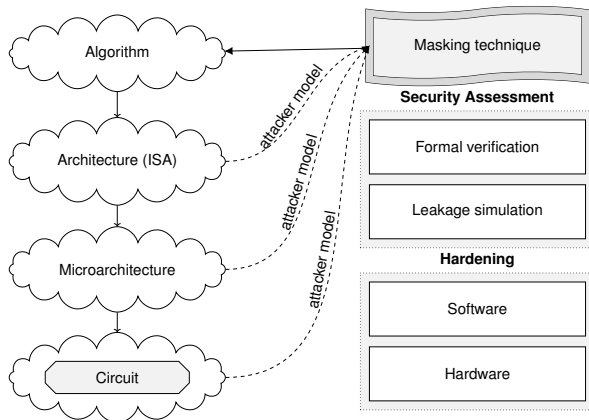 Algorithm
Masking technique
attacker model
Security Assessment
Architecture (ISA)
attacker model
Formal verification
Leakage simulation
attacker model
Microarchitecture
Hardening
Software
Circuit
Hardware